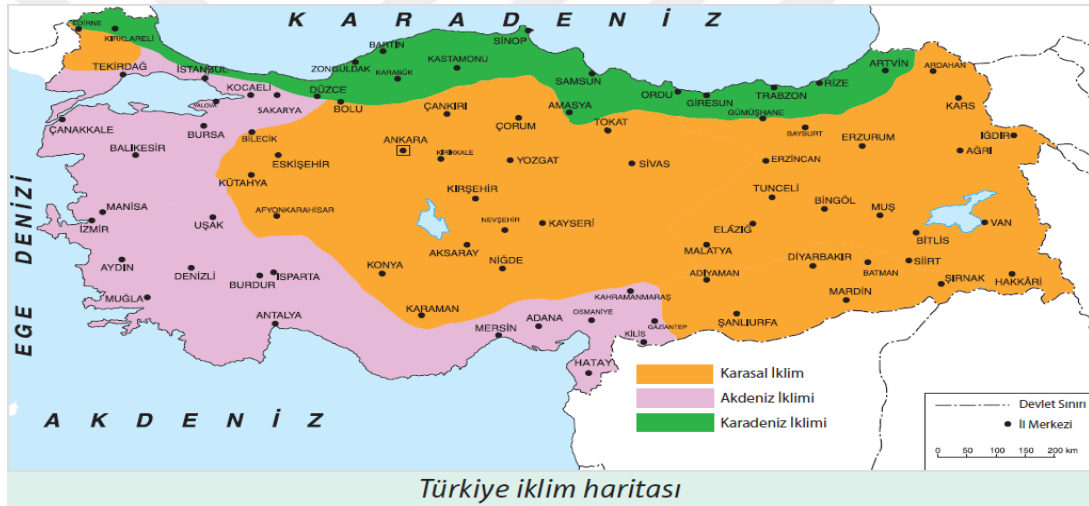 K A R A D E N İ Z
EDİRNE
KIRKLARELİ
TEKİRDAĞ
İSTANBUL
KOCAELİ
YALOVA
SAKARYA
DÜZCE
BOLU
ZONGULDAK
BARTIN
KARABÜK
KASTAMONU
SİNOP
SAMSUN
AMASYA
ORDU
GİRESUN
TRABZON
RİZE
ARTVİN
ARDAHAN
GÜMÜŞHANE
BAYBURT
KARS
IĞDIR
AĞRI
ERZURUM
ERZİNCAN
TOKAT
SİVAS
ÇORUM
ÇANKIRI
ANKARA
KIRIKKALE
YOZGAT
ÇANAKKALE
BURSA
BALIKESİR
BİLECİK
ESKİŞEHİR
KÜTAHYA
AFYONKARAHİSAR
MANİSA
İZMİR
UŞAK
AYDIN
DENİZLİ
BURDUR
ISPARTA
MUĞLA
ANTALYA
KONYA
KARAMAN
AKSARAY
NİĞDE
NEVŞEHİR
KIRŞEHİR
KAYSERİ
TUNCELİ
BİNGÖL
MUŞ
ELÂZIĞ
MALATYA
ADIYAMAN
DİYARBAKIR
BATMAN
SİİRT
BİTLİS
VAN
ŞIRNAK
HAKKÂRİ
MARDİN
ŞANLIURFA
KAHRAMANMARAŞ
OSMANİYE
GAZİANTEP
KİLİS
ADANA
MERSİN
HATAY
EGE DENİZİ
A K D E N İ Z
Karasal İklim
Akdeniz İklimi
Karadeniz İklimi
Devlet Sınırı
İl Merkezi
0 50 100 150 200 km
Türkiye iklim haritası